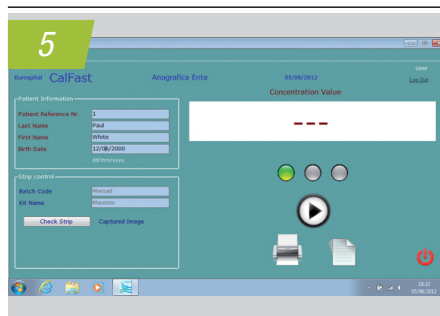 5
user
Eurospital CalFast
Anagrafica Ente
05/06/2012
Log Out
Concentration Value
Patient Information
Patient Reference Nr. 1
Last Name Paul
First Name White
Birth Date 12/06/2000
dd/mm/yyyy
---
Strip control
Batch Code Manuel
Kit Name Maurizio
Check Strip
Captured Image
18:32
05/06/2012